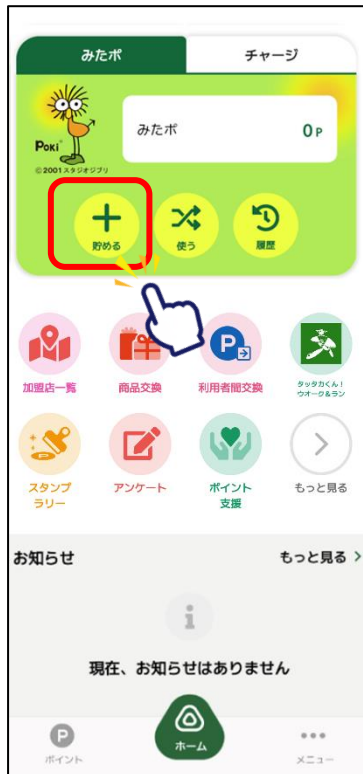 みたポ
チャージ
POKI
©2001スタジオジブリ
みたポ
0 P
貯める
使う
履歴
加盟店一覧
商品交換
P
利用者間交換
タッタカくん!
ウオーク&ラン
スタンプ
ラリー
アンケート
ポイント
支援
もっと見る
お知らせ
もっと見る
i
現在、お知らせはありません
P
ポイント
ホーム
メニュー